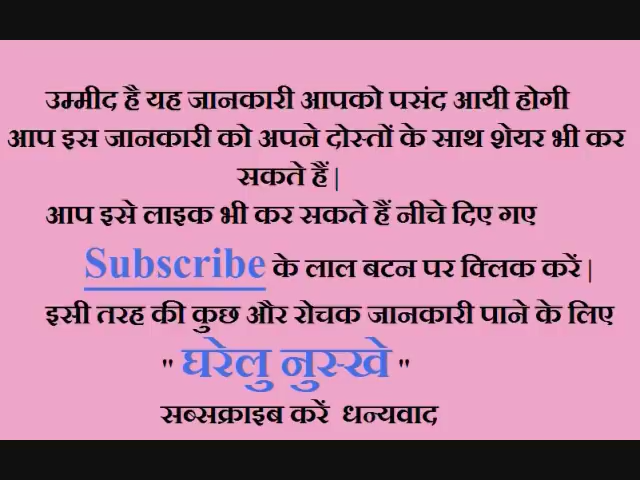 उम्मीद है यह जानकारी आपको पसंद आयी होगी
आप इस जानकारी को अपने दोस्तों के साथ शेयर भी कर
सकते हैं|
आप इसे लाइक भी कर सकते हैं नीचे दिए गए
Subscribe के लाल बटन पर क्लिक करें|
इसी तरह की कुछ और रोचक जानकारी पाने के लिए
" घरेलु नुस्खे "
सब्सक्राइब करें धन्यवाद